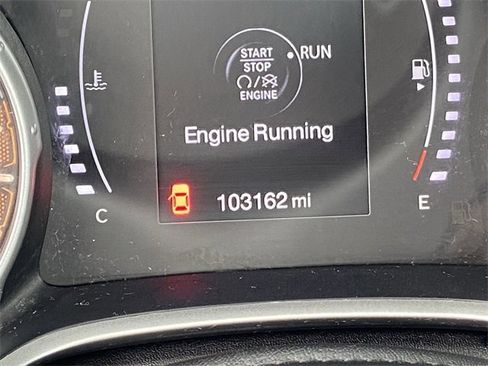 START
STOP
RUN
ENGINE
Engine Running
103162 mi
C
E